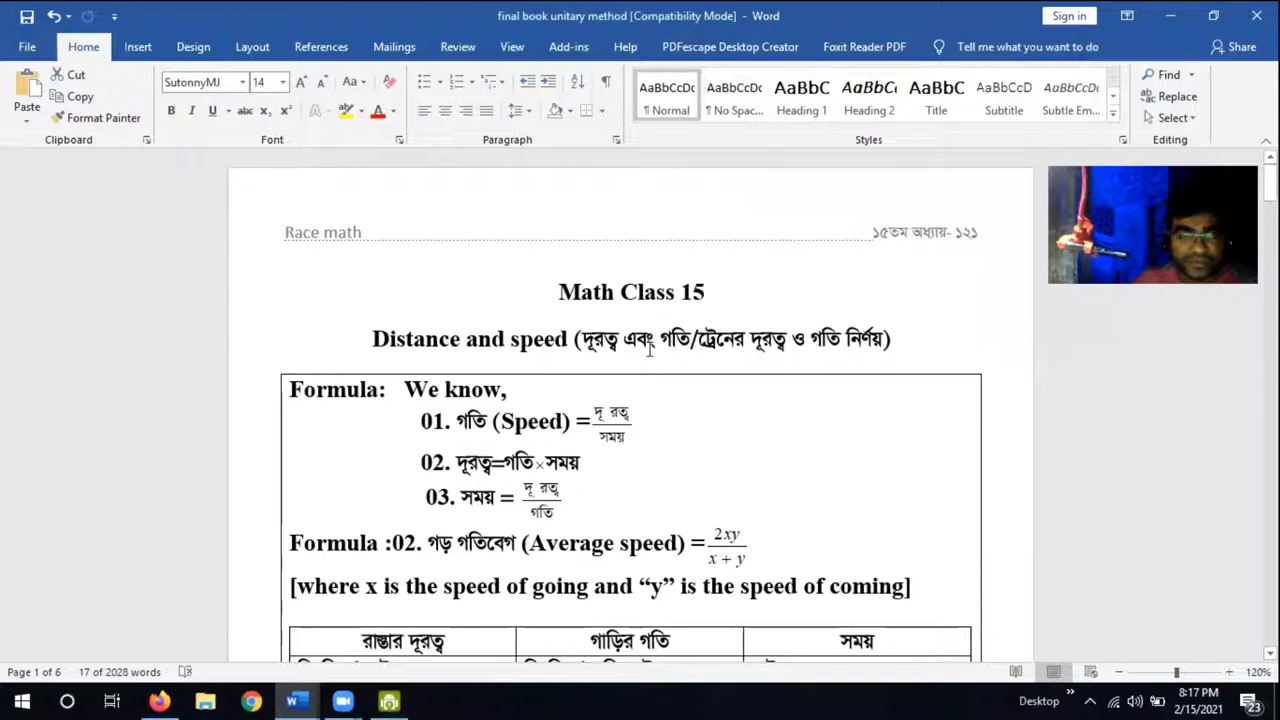 final book unitary method [Compatibility Mode] - Word
Sign in
File Home Insert Design Layout References Mailings Review View Add-ins Help PDFescape Desktop Creator Foxit Reader PDF Tell me what you want to do Share
Paste
Cut
Copy
Format Painter
Clipboard
SutonnyMJ 14
B I U abc x₂ x²
Font
Paragraph
AaBbCcDc AaBbCcDc AaBbC AaBbC AaBbC AaBbCcD AaBbCcDc
¶ Normal ¶ No Spac... Heading 1 Heading 2 Title Subtitle Subtle Em...
Styles
Find
Replace
Select
Editing
Race math ১৫তম অধ্যায়- ১২১
Math Class 15
Distance and speed (দূরত্ব এবং গতি/ট্রেনের দূরত্ব ও গতি নির্ণয়)
Formula: We know,
01. গতি (Speed) = দূ রত্ব / সময়
02. দূরত্ব=গতি×সময়
03. সময় = দূ রত্ব / গতি
Formula :02. গড় গতিবেগ (Average speed) = 2xy / x + y
[where x is the speed of going and “y” is the speed of coming]
রাস্তার দূরত্ব গাড়ির গতি সময়
Page 1 of 6 17 of 2028 words 120%
Desktop 8:17 PM
2/15/2021 23